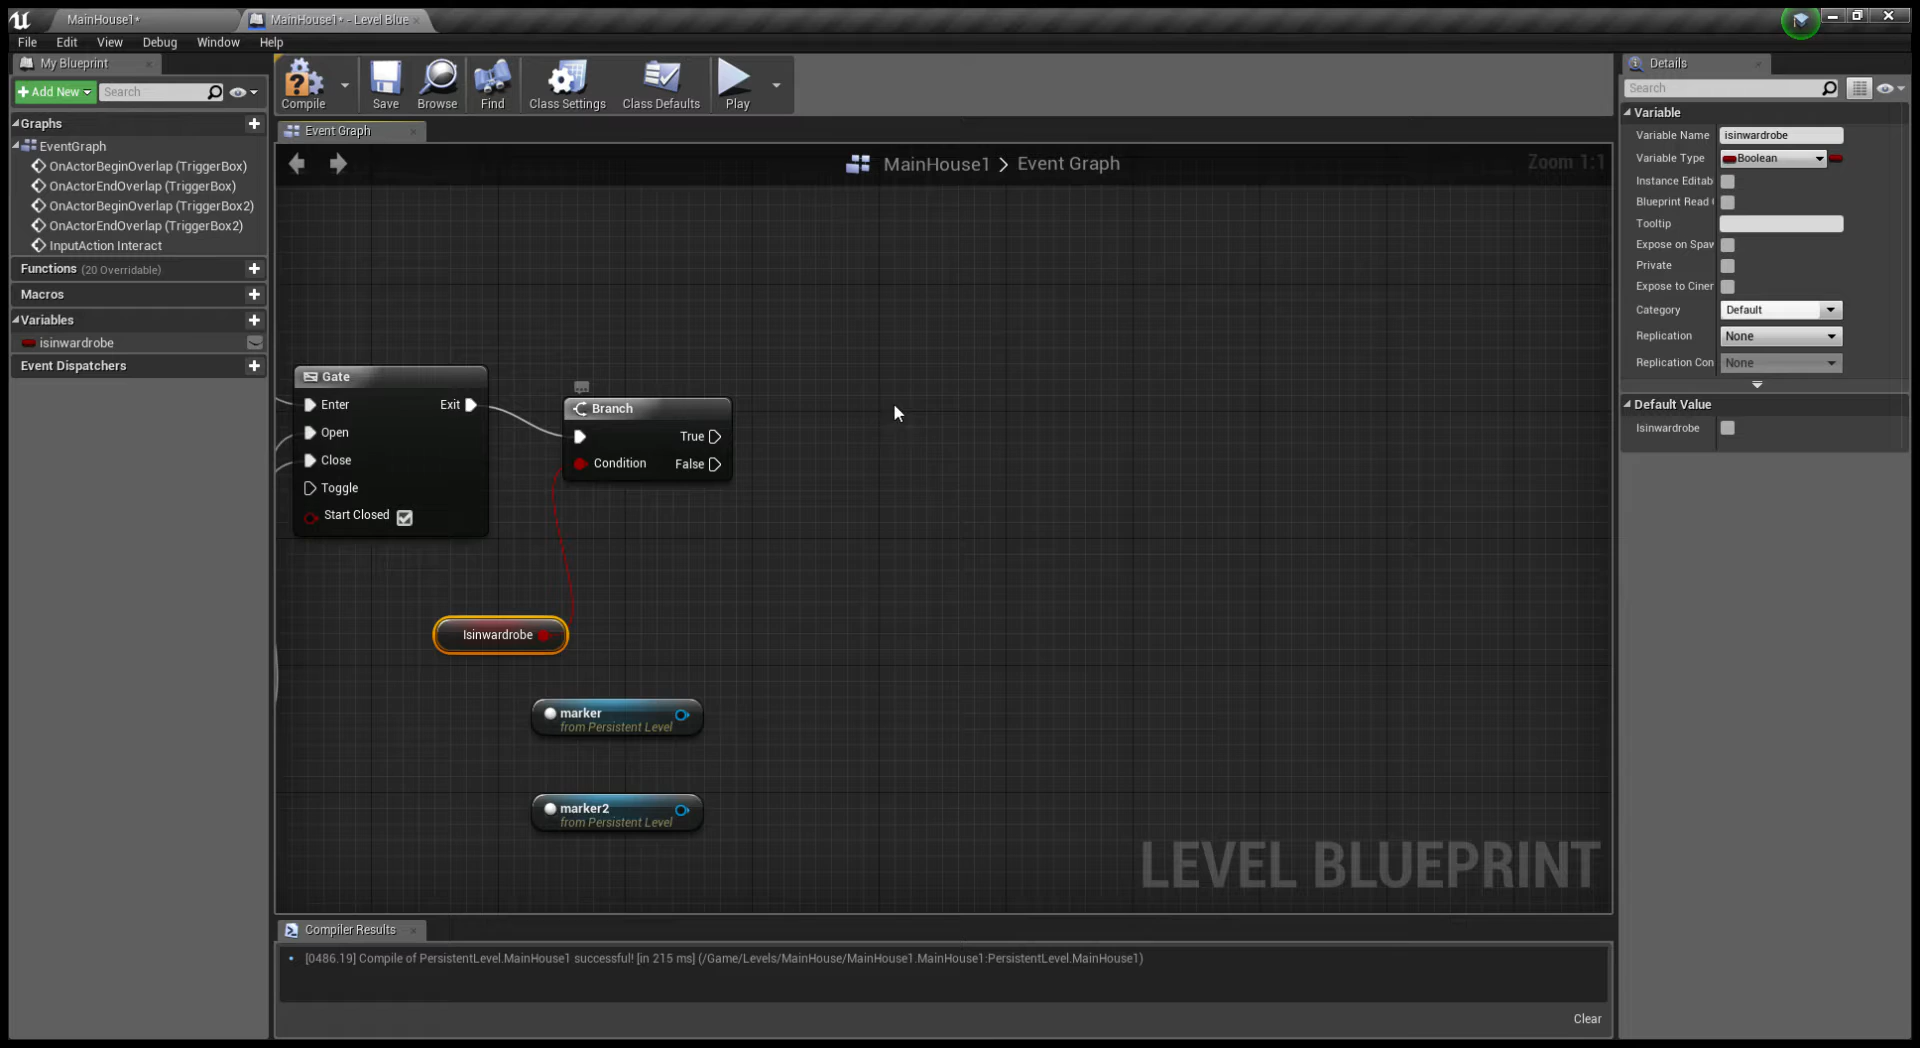 MainHouse1*
MainHouse1* - Level Blue
File Edit View Debug Window Help
My Blueprint
Add New
Search
Graphs
EventGraph
OnActorBeginOverlap (TriggerBox)
OnActorEndOverlap (TriggerBox)
OnActorBeginOverlap (TriggerBox2)
OnActorEndOverlap (TriggerBox2)
InputAction Interact
Functions (20 Overridable)
Macros
Variables
isinwardrobe
Event Dispatchers
Compile
Save
Browse
Find
Class Settings
Class Defaults
Play
Event Graph
MainHouse1 > Event Graph
Zoom 1:1
Gate
Enter Exit
Open
Close
Toggle
Start Closed
Branch
True
Condition False
Isinwardrobe
marker
from Persistent Level
marker2
from Persistent Level
LEVEL BLUEPRINT
Compiler Results
[0486.19] Compile of PersistentLevel.MainHouse1 successful! [in 215 ms] (/Game/Levels/MainHouse/MainHouse1.MainHouse1:PersistentLevel.MainHouse1)
Clear
Details
Search
Variable
Variable Name isinwardrobe
Variable Type Boolean
Instance Editab
Blueprint Read
Tooltip
Expose on Spaw
Private
Expose to Ciner
Category Default
Replication None
Replication Con None
Default Value
Isinwardrobe